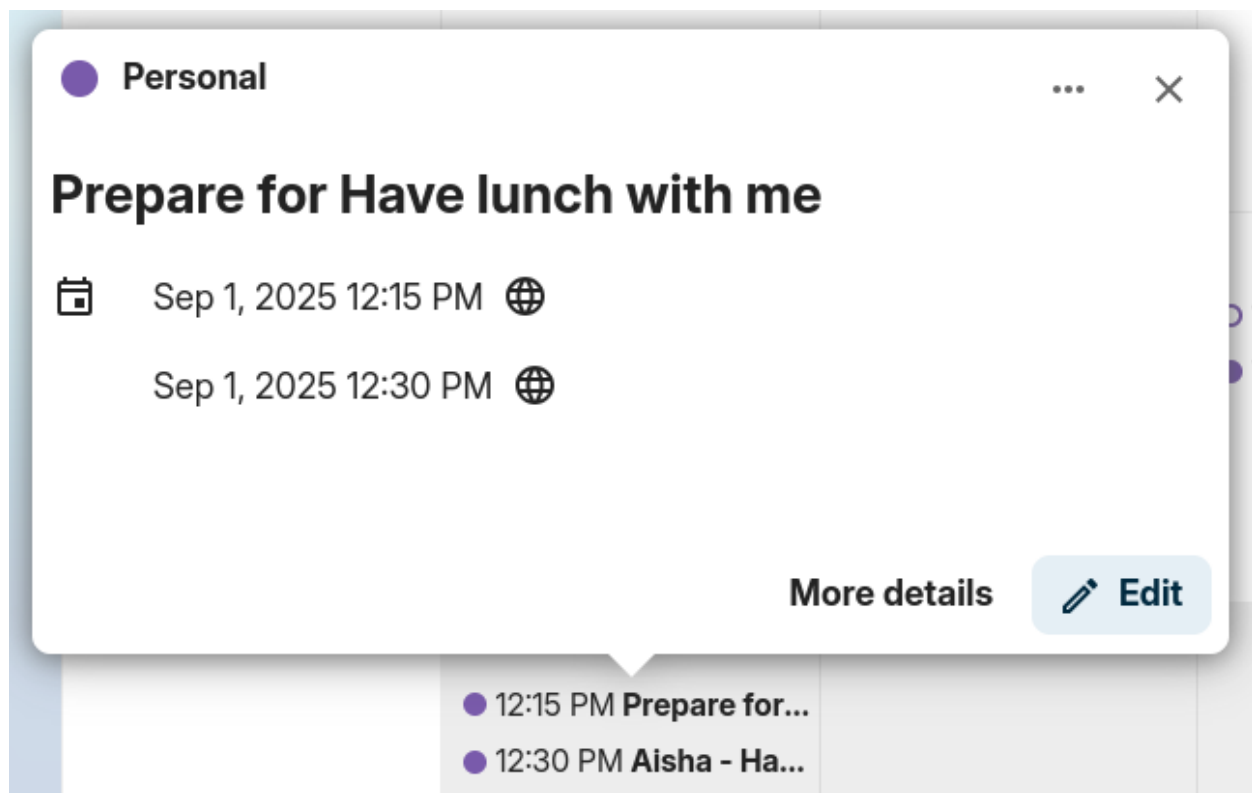 Personal
Prepare for Have lunch with me
Sep 1, 2025 12:15 PM
Sep 1, 2025 12:30 PM
More details
Edit
12:15 PM Prepare for...
12:30 PM Aisha - Ha...